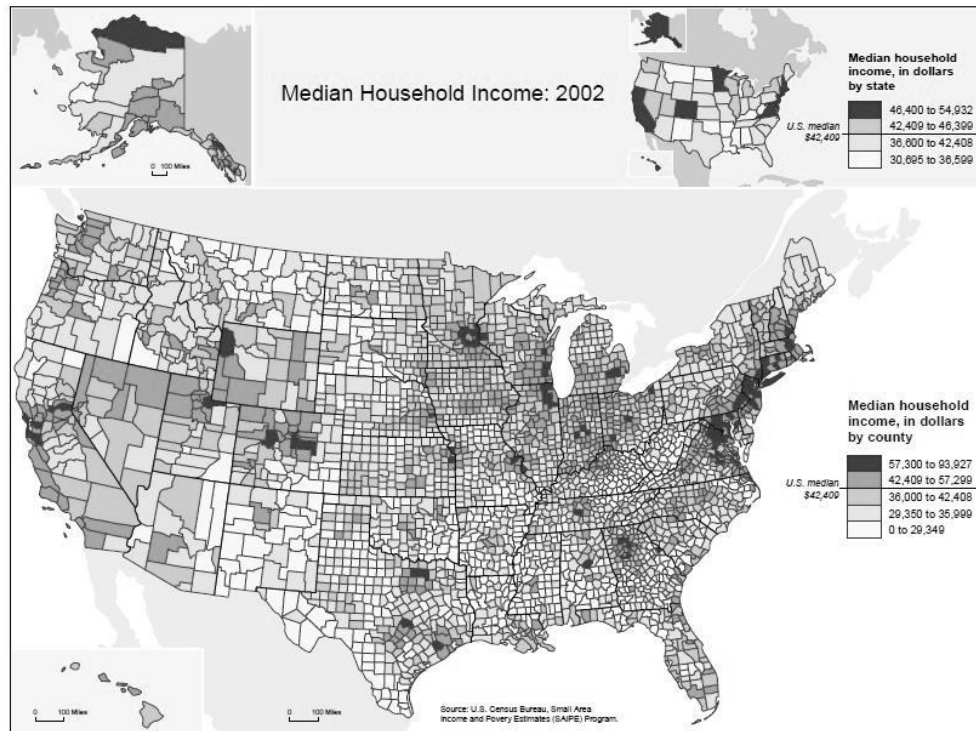 Median Household Income: 2002
0 100 Miles
Median household
income, in dollars
by state
46,400 to 54,932
42,409 to 46,399
36,600 to 42,408
30,695 to 36,599
U.S. median
$42,409
Median household
income, in dollars
by county
57,300 to 93,927
42,409 to 57,299
36,000 to 42,408
29,350 to 35,999
0 to 29,349
U.S. median
$42,409
0 100 Miles
0 100 Miles
Source: U.S. Census Bureau, Small Area
Income and Povery Estimates (SAIPE) Program.